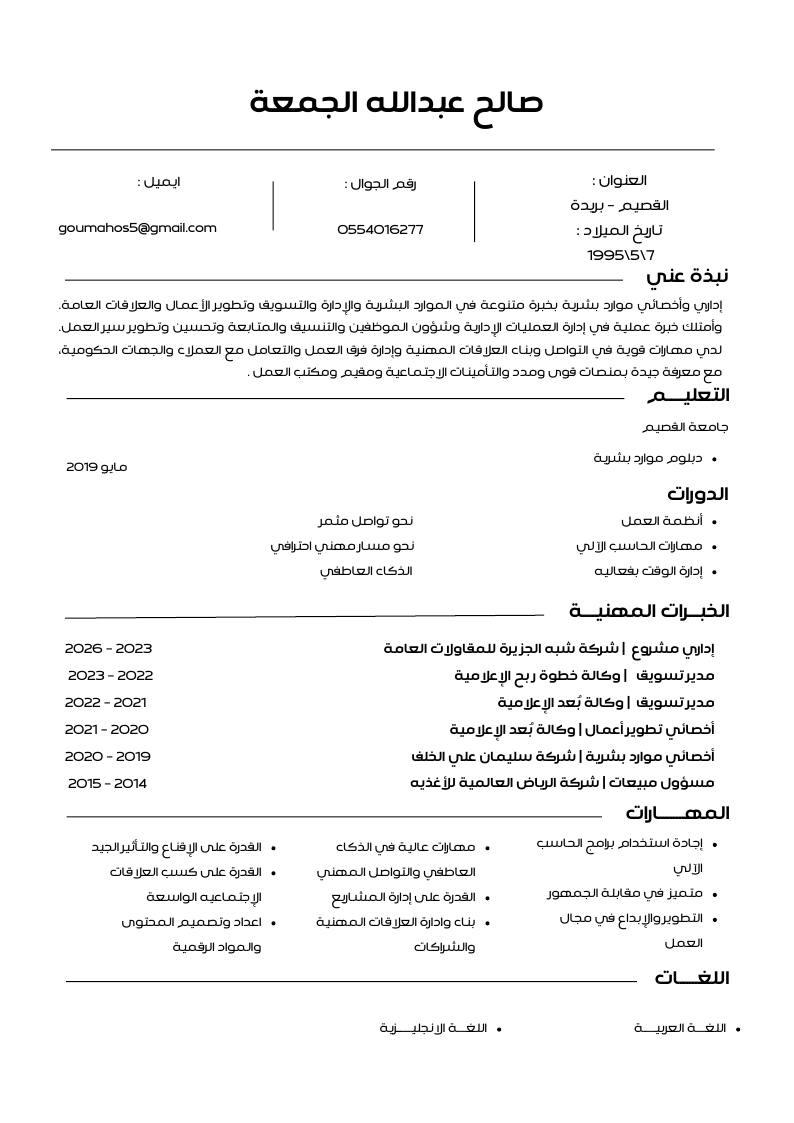 صالح عبدالله الجمعة
العنوان :
القصيم - بريدة
تاريخ الميلاد :
1995\5\7
رقم الجوال :
0554016277
ايميل :
goumahos5@gmail.com
نبذة عني
إداري وأخصائي موارد بشرية بخبرة متنوعة في الموارد البشرية والإدارة والتسويق وتطوير الأعمال والعلاقات العامة.
وأمتلك خبرة عملية في إدارة العمليات الإدارية وشؤون الموظفين والتنسيق والمتابعة وتحسين وتطوير سير العمل.
لدي مهارات قوية في التواصل وبناء العلاقات المهنية وإدارة فرق العمل والتعامل مع العملاء والجهات الحكومية،
مع معرفة جيدة بمنصات قوى ومدد والتأمينات الاجتماعية ومقيم ومكتب العمل .
التعليـــم
جامعة القصيم
• دبلوم موارد بشرية
مايو 2019
الدورات
• أنظمة العمل
• مهارات الحاسب الآلي
• إدارة الوقت بفعاليه
نحو تواصل مثمر
نحو مسار مهني احترافي
الذكاء العاطفي
الخبـــرات المهنيـــة
إداري مشروع | شركة شبه الجزيرة للمقاولات العامة 2023 - 2026
مدير تسويق | وكالة خطوة ربح الإعلامية 2022 - 2023
مدير تسويق | وكالة بُعد الإعلامية 2021 - 2022
أخصائي تطوير أعمال | وكالة بُعد الإعلامية 2020 - 2021
أخصائي موارد بشرية | شركة سليمان علي الخلف 2019 - 2020
مسؤول مبيعات | شركة الرياض العالمية للأغذيه 2014 - 2015
المهـــــارات
• إجادة استخدام برامج الحاسب
الآلي
• متميز في مقابلة الجمهور
• التطوير والإبداع في مجال
العمل
• مهارات عالية في الذكاء
العاطفي والتواصل المهني
• القدرة على إدارة المشاريع
• بناء وادارة العلاقات المهنية
والشراكات
• القدرة على الإقناع والتأثير الجيد
• القدرة على كسب العلاقات
الإجتماعيه الواسعة
• اعداد وتصميم المحتوى
والمواد الرقمية
اللغـــات
• اللغـــة العربيـــــة
• اللغـــة الانجليـــــزية